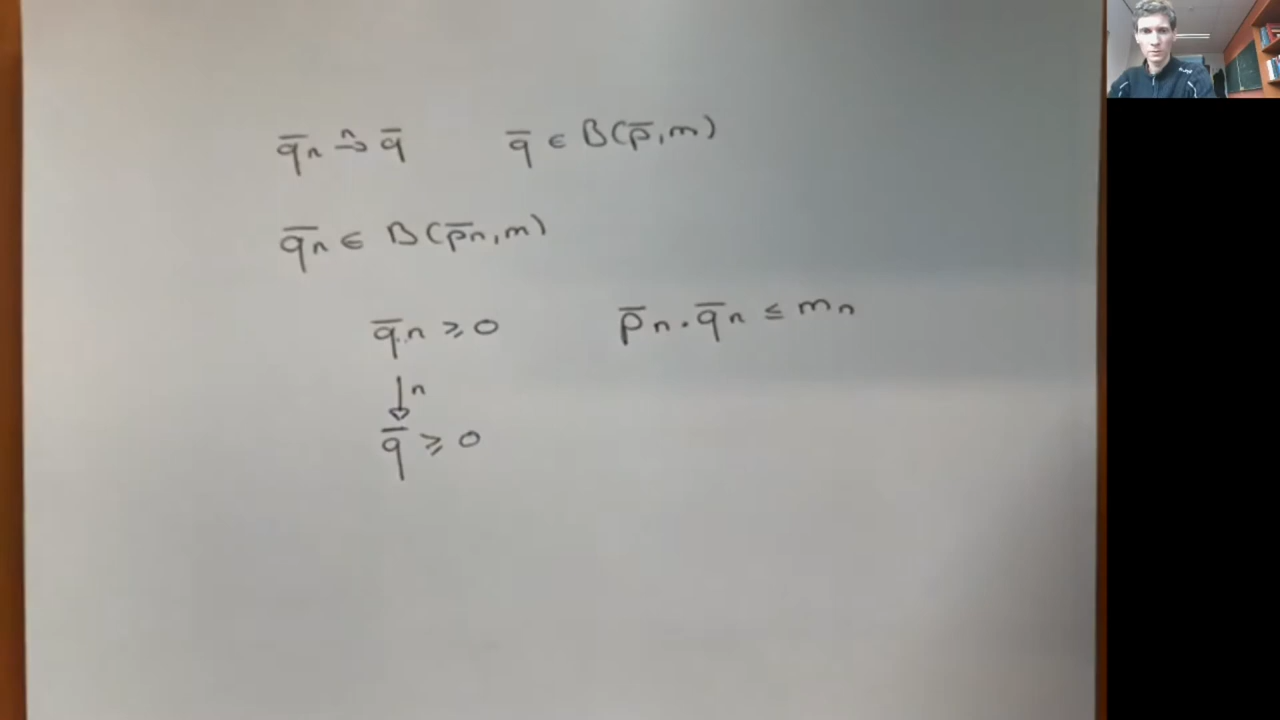 q̄n →ⁿ q̄ q̄ ∈ B(p̄,m)
q̄n ∈ B(p̄n,m)
q̄n ≥ 0 p̄n · q̄n ≤ mn
↓n
q̄ ≥ 0